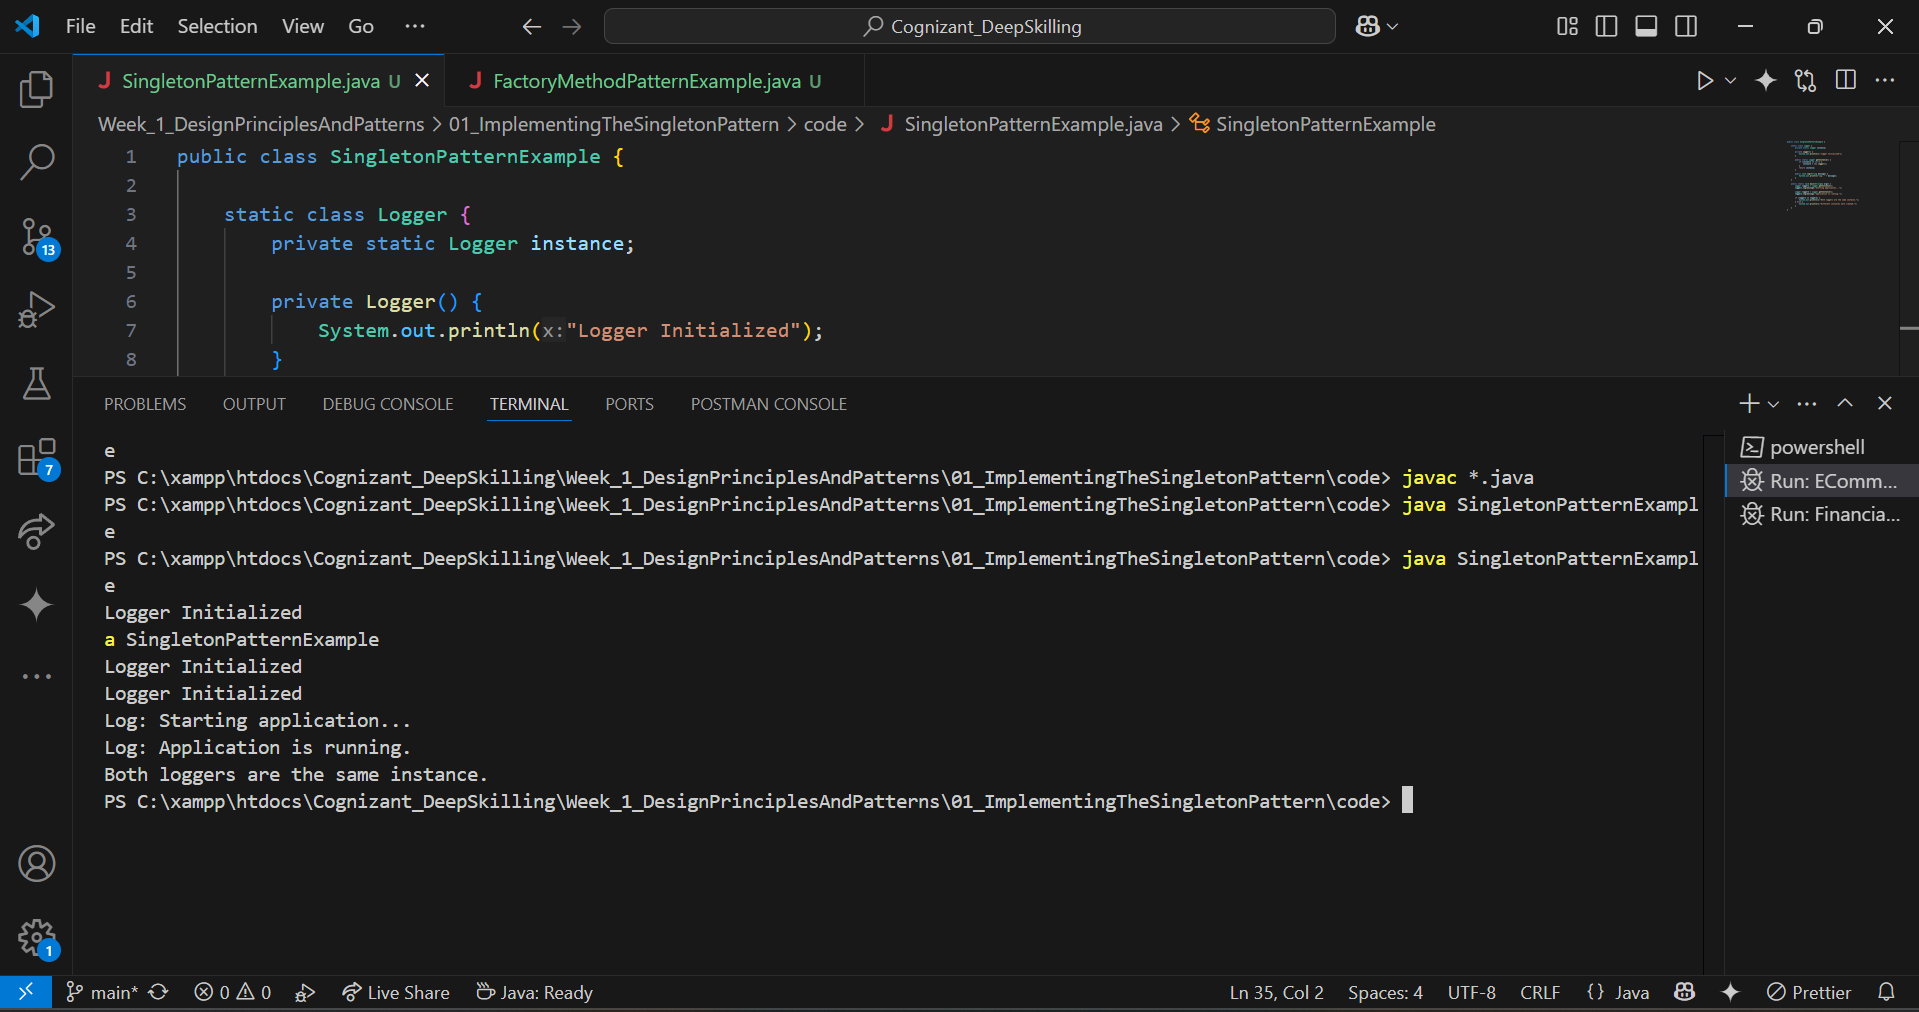 File Edit Selection View Go ··· Cognizant_DeepSkilling
SingletonPatternExample.java U FactoryMethodPatternExample.java U
Week_1_DesignPrinciplesAndPatterns > 01_ImplementingTheSingletonPattern > code > SingletonPatternExample.java > SingletonPatternExample
1 public class SingletonPatternExample {
2
3 static class Logger {
4 private static Logger instance;
5
6 private Logger() {
7 System.out.println(x:"Logger Initialized");
8 }
13
7
1
PROBLEMS OUTPUT DEBUG CONSOLE TERMINAL PORTS POSTMAN CONSOLE
e
PS C:\xampp\htdocs\Cognizant_DeepSkilling\Week_1_DesignPrinciplesAndPatterns\01_ImplementingTheSingletonPattern\code> javac *.java
PS C:\xampp\htdocs\Cognizant_DeepSkilling\Week_1_DesignPrinciplesAndPatterns\01_ImplementingTheSingletonPattern\code> java SingletonPatternExampl
e
PS C:\xampp\htdocs\Cognizant_DeepSkilling\Week_1_DesignPrinciplesAndPatterns\01_ImplementingTheSingletonPattern\code> java SingletonPatternExampl
e
Logger Initialized
a SingletonPatternExample
Logger Initialized
Logger Initialized
Log: Starting application...
Log: Application is running.
Both loggers are the same instance.
PS C:\xampp\htdocs\Cognizant_DeepSkilling\Week_1_DesignPrinciplesAndPatterns\01_ImplementingTheSingletonPattern\code>
powershell
Run: EComm...
Run: Financia...
main* 0 0 Live Share Java: Ready Ln 35, Col 2 Spaces: 4 UTF-8 CRLF {} Java Prettier